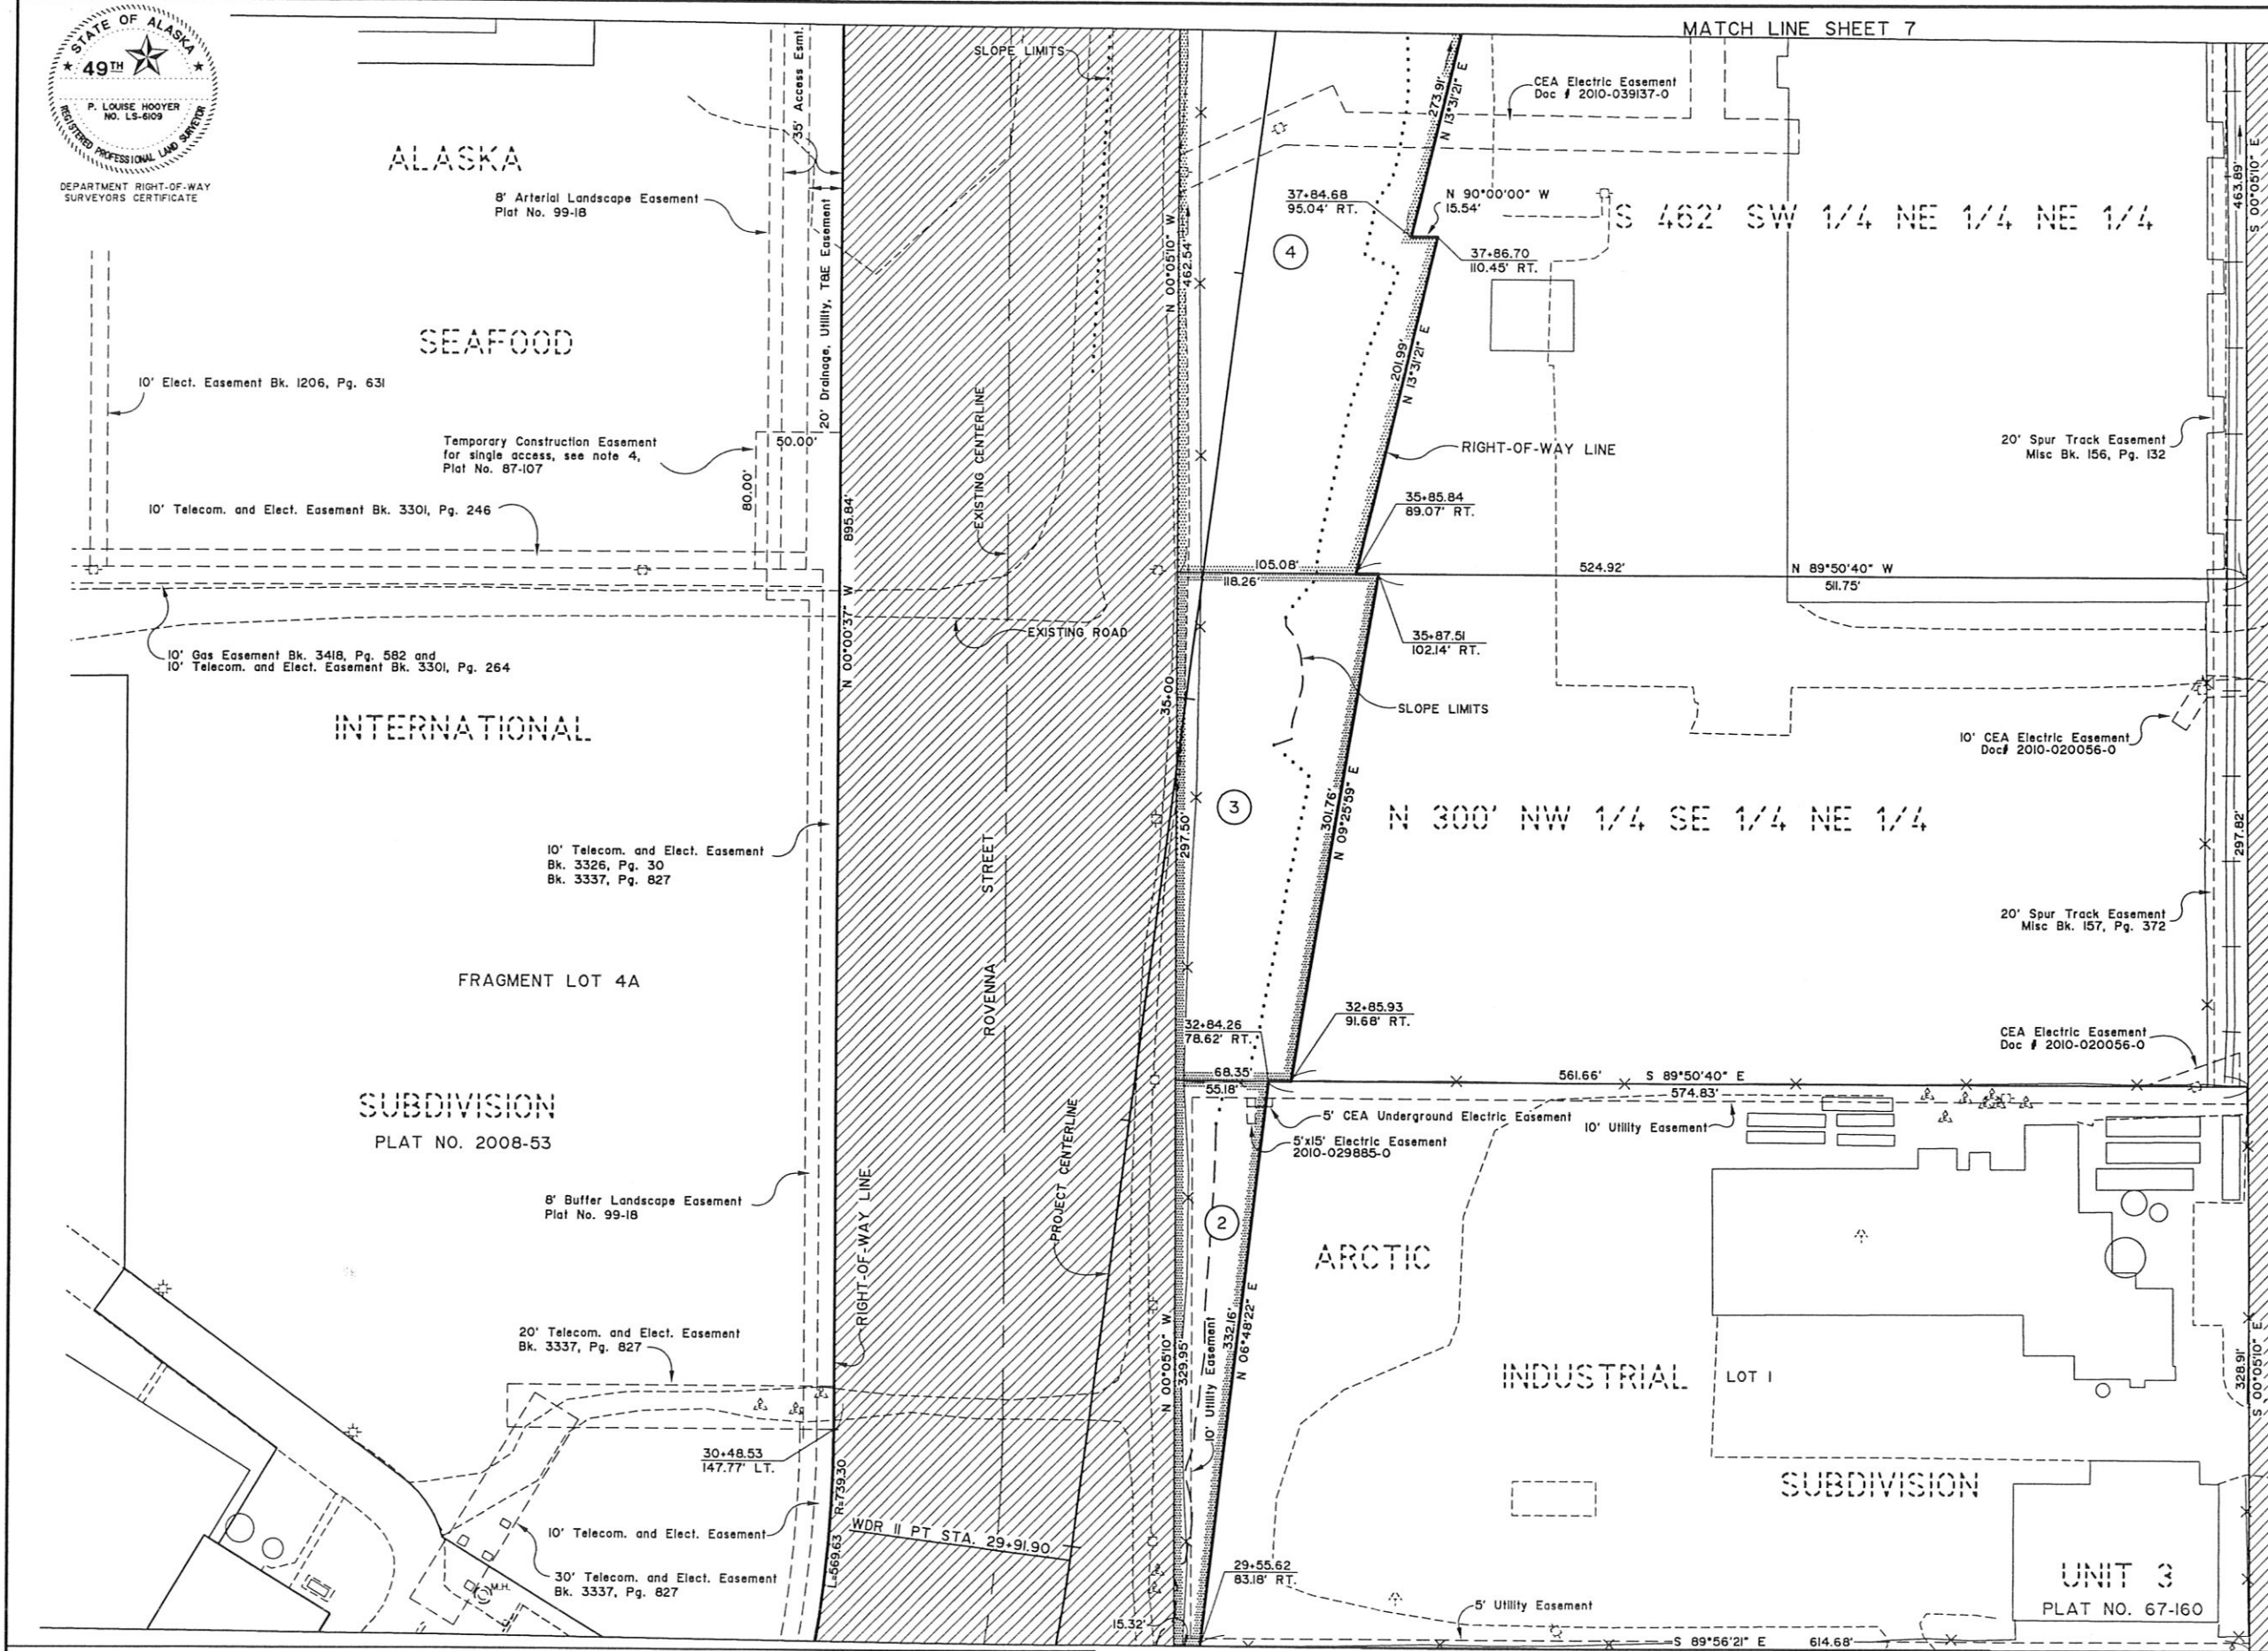 MATCH LINE SHEET 7
STATE OF ALASKA
49TH
P. LOUISE HOOYER
NO. LS-6109
REGISTERED PROFESSIONAL LAND SURVEYOR
DEPARTMENT RIGHT-OF-WAY
SURVEYORS CERTIFICATE
ALASKA
8' Arterial Landscape Easement
Plat No. 99-18
35' Access Esmt.
20' Drainage, Utility, T&E Easement
SEAFOOD
10' Elect. Easement Bk. 1206, Pg. 631
Temporary Construction Easement
for single access, see note 4,
Plat No. 87-107
50.00'
80.00'
895.84'
N 00°00'37" W
10' Telecom. and Elect. Easement Bk. 3301, Pg. 246
10' Gas Easement Bk. 3418, Pg. 582 and
10' Telecom. and Elect. Easement Bk. 3301, Pg. 264
INTERNATIONAL
10' Telecom. and Elect. Easement
Bk. 3326, Pg. 30
Bk. 3337, Pg. 827
FRAGMENT LOT 4A
SUBDIVISION
PLAT NO. 2008-53
8' Buffer Landscape Easement
Plat No. 99-18
RIGHT-OF-WAY LINE
20' Telecom. and Elect. Easement
Bk. 3337, Pg. 827
30+48.53
147.77' LT.
10' Telecom. and Elect. Easement
30' Telecom. and Elect. Easement
Bk. 3337, Pg. 827
M.H.
L=569.63 R=739.30
WDR II PT STA. 29+91.90
SLOPE LIMITS
EXISTING CENTERLINE
EXISTING ROAD
ROVENNA STREET
PROJECT CENTERLINE
N 00°05'10" W
462.54'
4
273.91'
N 13°31'21" E
CEA Electric Easement
Doc # 2010-039137-0
37+84.68
95.04' RT.
N 90°00'00" W
15.54'
37+86.70
110.45' RT.
S 462' SW 1/4 NE 1/4 NE 1/4
463.89'
S 00°05'10" E
201.99'
N 13°31'21" E
RIGHT-OF-WAY LINE
20' Spur Track Easement
Misc Bk. 156, Pg. 132
35+85.84
89.07' RT.
105.08'
118.26'
524.92'
N 89°50'40" W
511.75'
35+87.51
102.14' RT.
35+00
SLOPE LIMITS
10' CEA Electric Easement
Doc# 2010-020056-0
3
297.50'
301.76'
N 09°25'59" E
N 300' NW 1/4 SE 1/4 NE 1/4
297.82'
20' Spur Track Easement
Misc Bk. 157, Pg. 372
32+84.26
78.62' RT.
32+85.93
91.68' RT.
CEA Electric Easement
Doc # 2010-020056-0
68.35'
55.18'
561.66'
S 89°50'40" E
574.83'
5' CEA Underground Electric Easement
10' Utility Easement
5'x15' Electric Easement
2010-029885-0
2
ARCTIC
INDUSTRIAL
LOT 1
SUBDIVISION
N 00°05'10" W
329.95'
10' Utility Easement
332.16'
N 06°48'22" E
328.91'
S 00°05'10" E
29+55.62
83.18' RT.
15.32'
5' Utility Easement
UNIT 3
PLAT NO. 67-160
S 89°56'21" E
614.68'